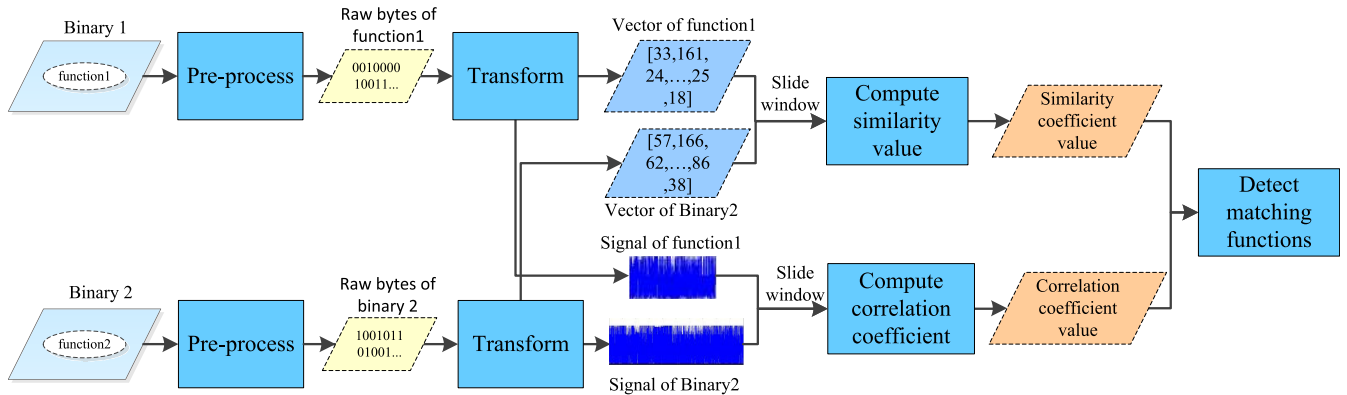 Binary 1
function1
Pre-process
Raw bytes of
function1
0010000
10011...
Transform
Vector of function1
[33,161,
24,...,25
,18]
[57,166,
62,...,86
,38]
Vector of Binary2
Slide
window
Compute
similarity
value
Similarity
coefficient
value
Detect
matching
functions
Binary 2
function2
Pre-process
Raw bytes of
binary 2
1001011
01001...
Transform
Signal of function1
Signal of Binary2
Slide
window
Compute
correlation
coefficient
Correlation
coefficient
value